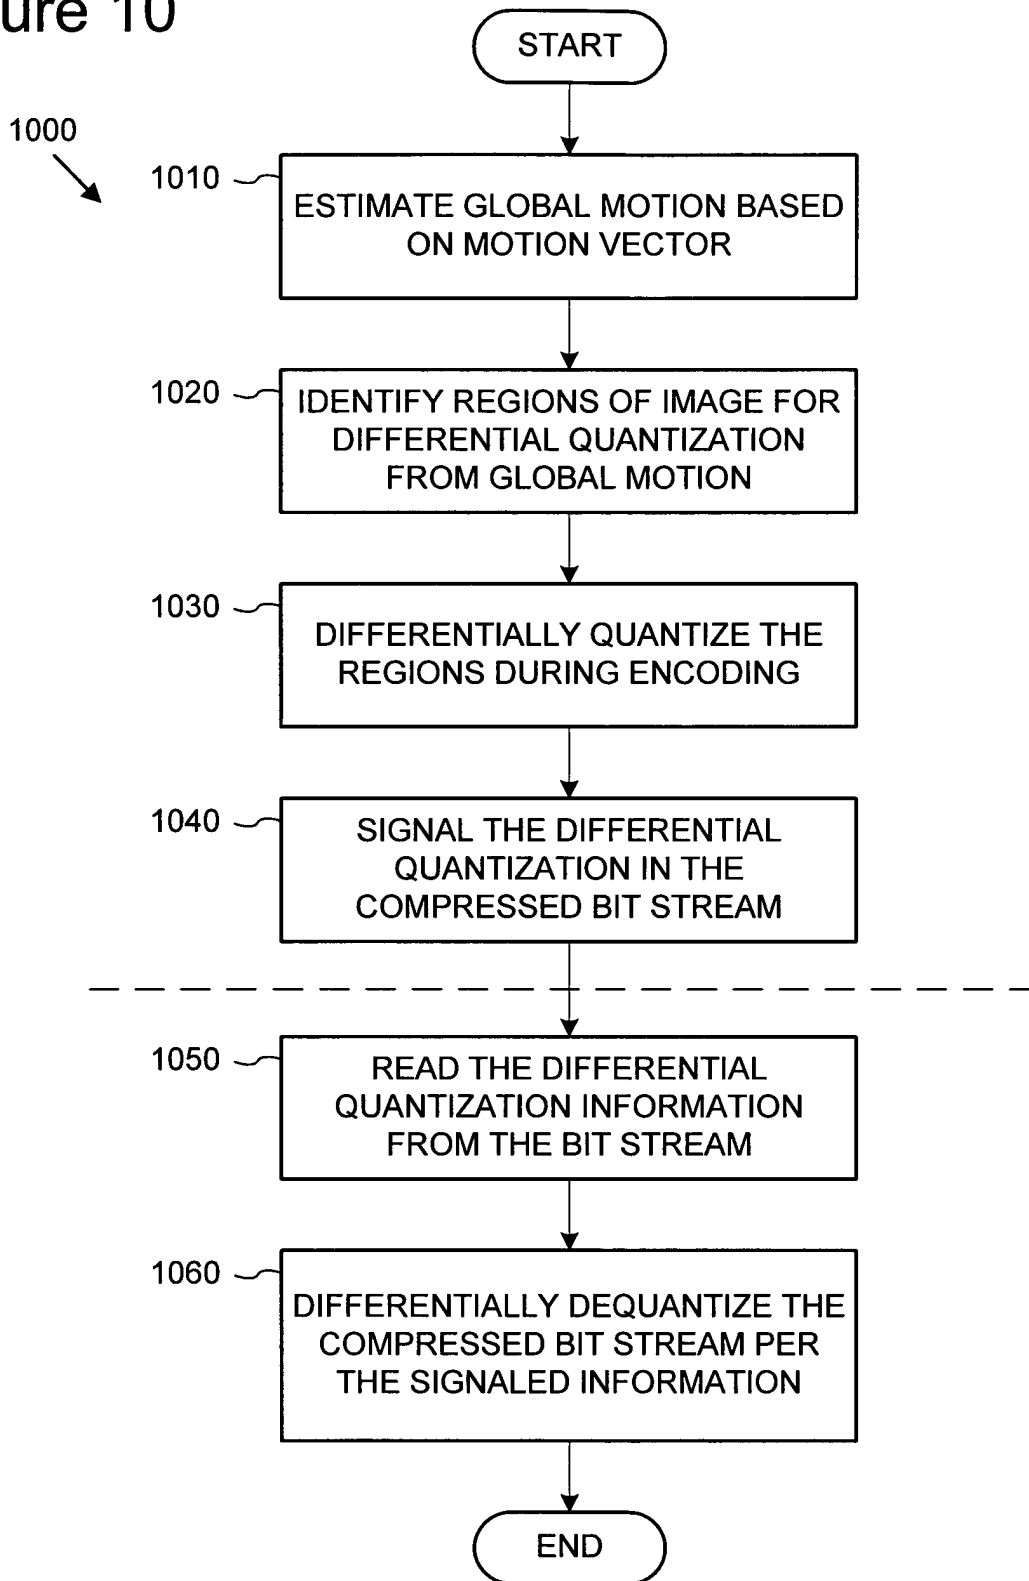 ure 10
START
1000
1010
ESTIMATE GLOBAL MOTION BASED
ON MOTION VECTOR
1020
IDENTIFY REGIONS OF IMAGE FOR
DIFFERENTIAL QUANTIZATION
FROM GLOBAL MOTION
1030
DIFFERENTIALLY QUANTIZE THE
REGIONS DURING ENCODING
1040
SIGNAL THE DIFFERENTIAL
QUANTIZATION IN THE
COMPRESSED BIT STREAM
1050
READ THE DIFFERENTIAL
QUANTIZATION INFORMATION
FROM THE BIT STREAM
1060
DIFFERENTIALLY DEQUANTIZE THE
COMPRESSED BIT STREAM PER
THE SIGNALED INFORMATION
END